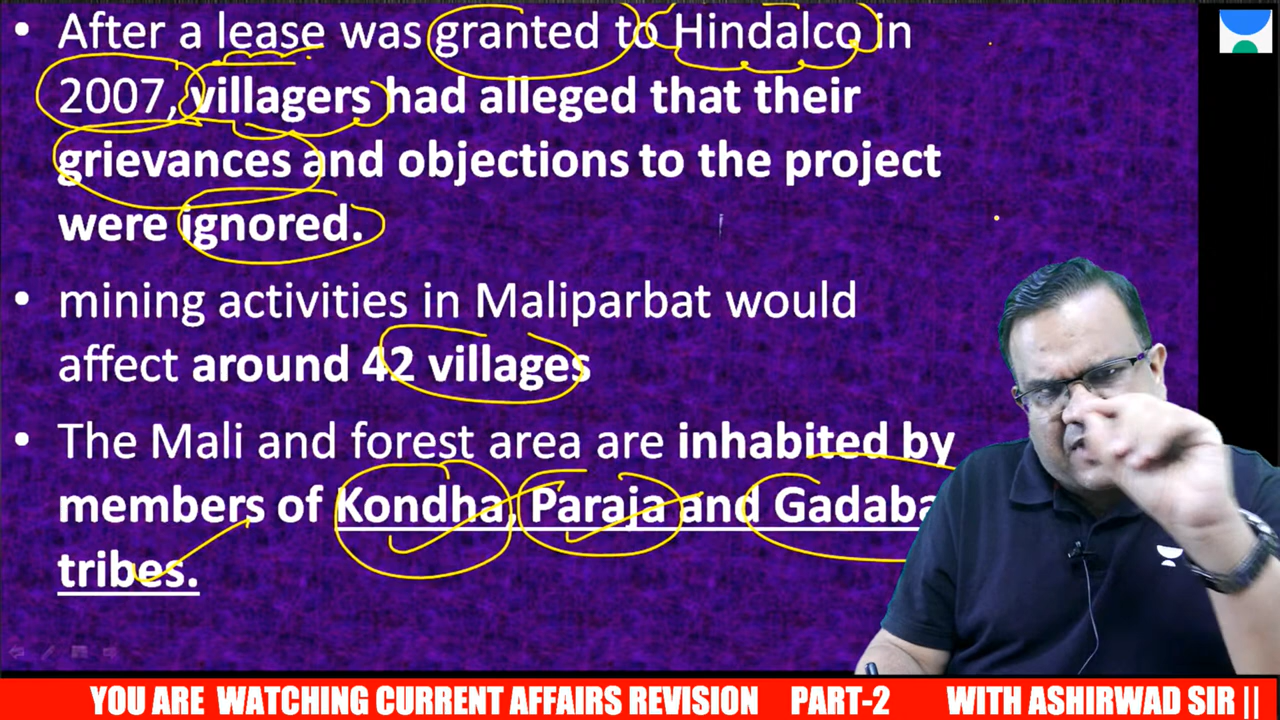 • After a lease was granted to Hindalco in
2007, villagers had alleged that their
grievances and objections to the project
were ignored.
• mining activities in Maliparbat would
affect around 42 villages
• The Mali and forest area are inhabited by
members of Kondha, Paraja and Gadaba
tribes.
YOU ARE WATCHING CURRENT AFFAIRS REVISION PART-2 WITH ASHIRWAD SIR ||